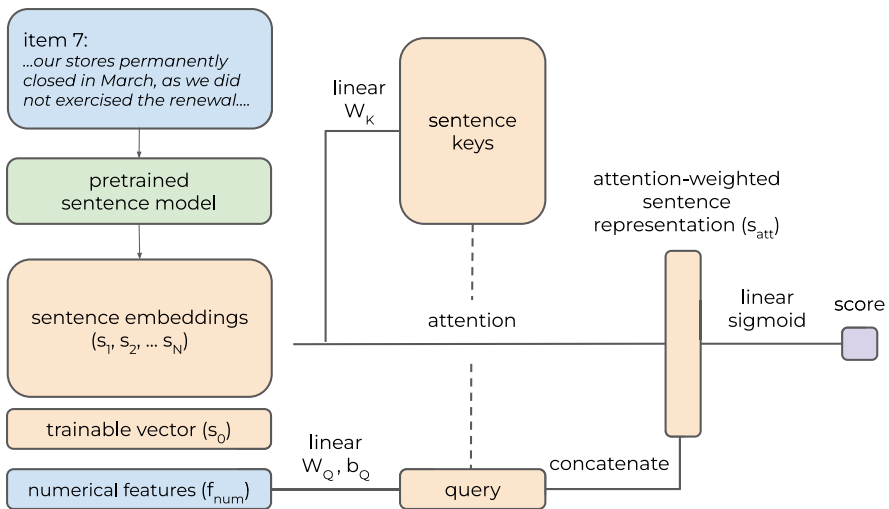 item 7:
...our stores permanently
closed in March, as we did
not exercised the renewal....
pretrained
sentence model
sentence embeddings
(s1, s2, ... sN)
trainable vector (s0)
numerical features (fnum)
linear
WK
sentence
keys
attention
linear
WQ, bQ
query
concatenate
attention-weighted
sentence
representation (satt)
linear
sigmoid
score